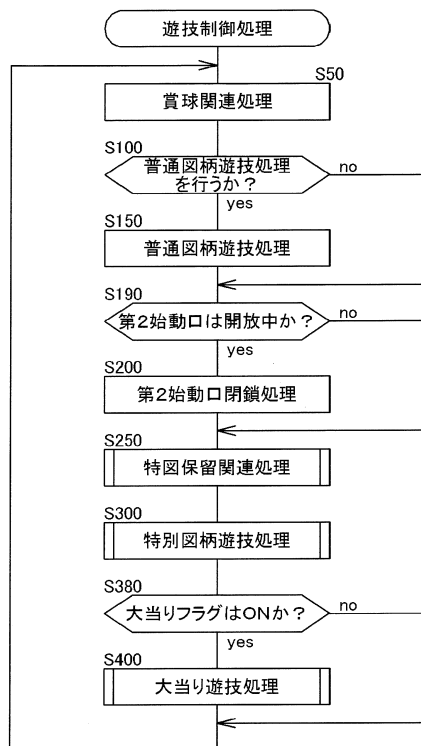 遊技制御処理
S50
賞球関連処理
S100
普通図柄遊技処理
を行うか？
no
yes
S150
普通図柄遊技処理
S190
第2始動口は開放中か？
no
yes
S200
第2始動口閉鎖処理
S250
特図保留関連処理
S300
特別図柄遊技処理
S380
大当りフラグはONか？
no
yes
S400
大当り遊技処理